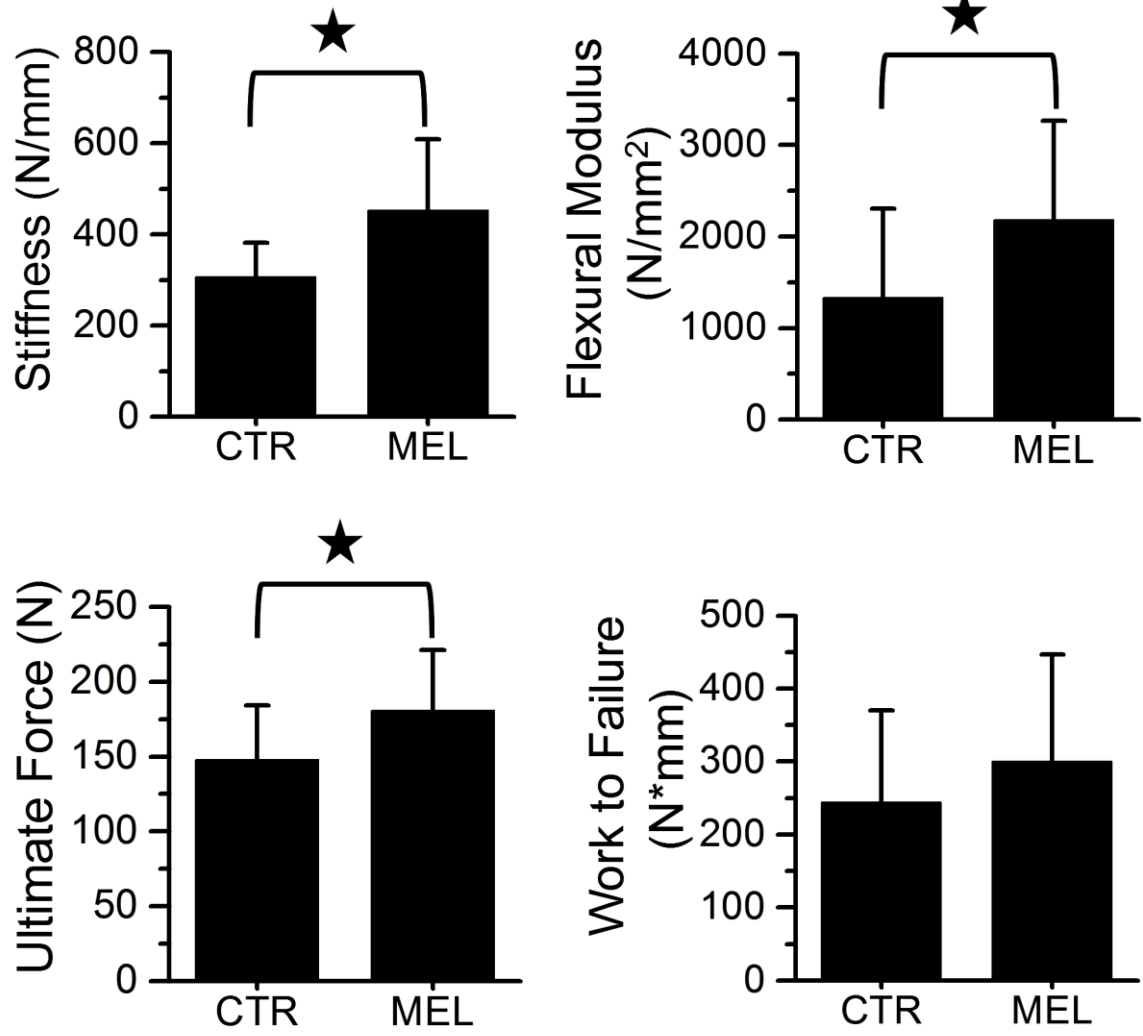 Stiffness (N/mm)
800
600
400
200
0
CTR MEL
Flexural Modulus
(N/mm²)
4000
3000
2000
1000
0
CTR MEL
Ultimate Force (N)
250
200
150
100
50
0
CTR MEL
Work to Failure
(N*mm)
500
400
300
200
100
0
CTR MEL